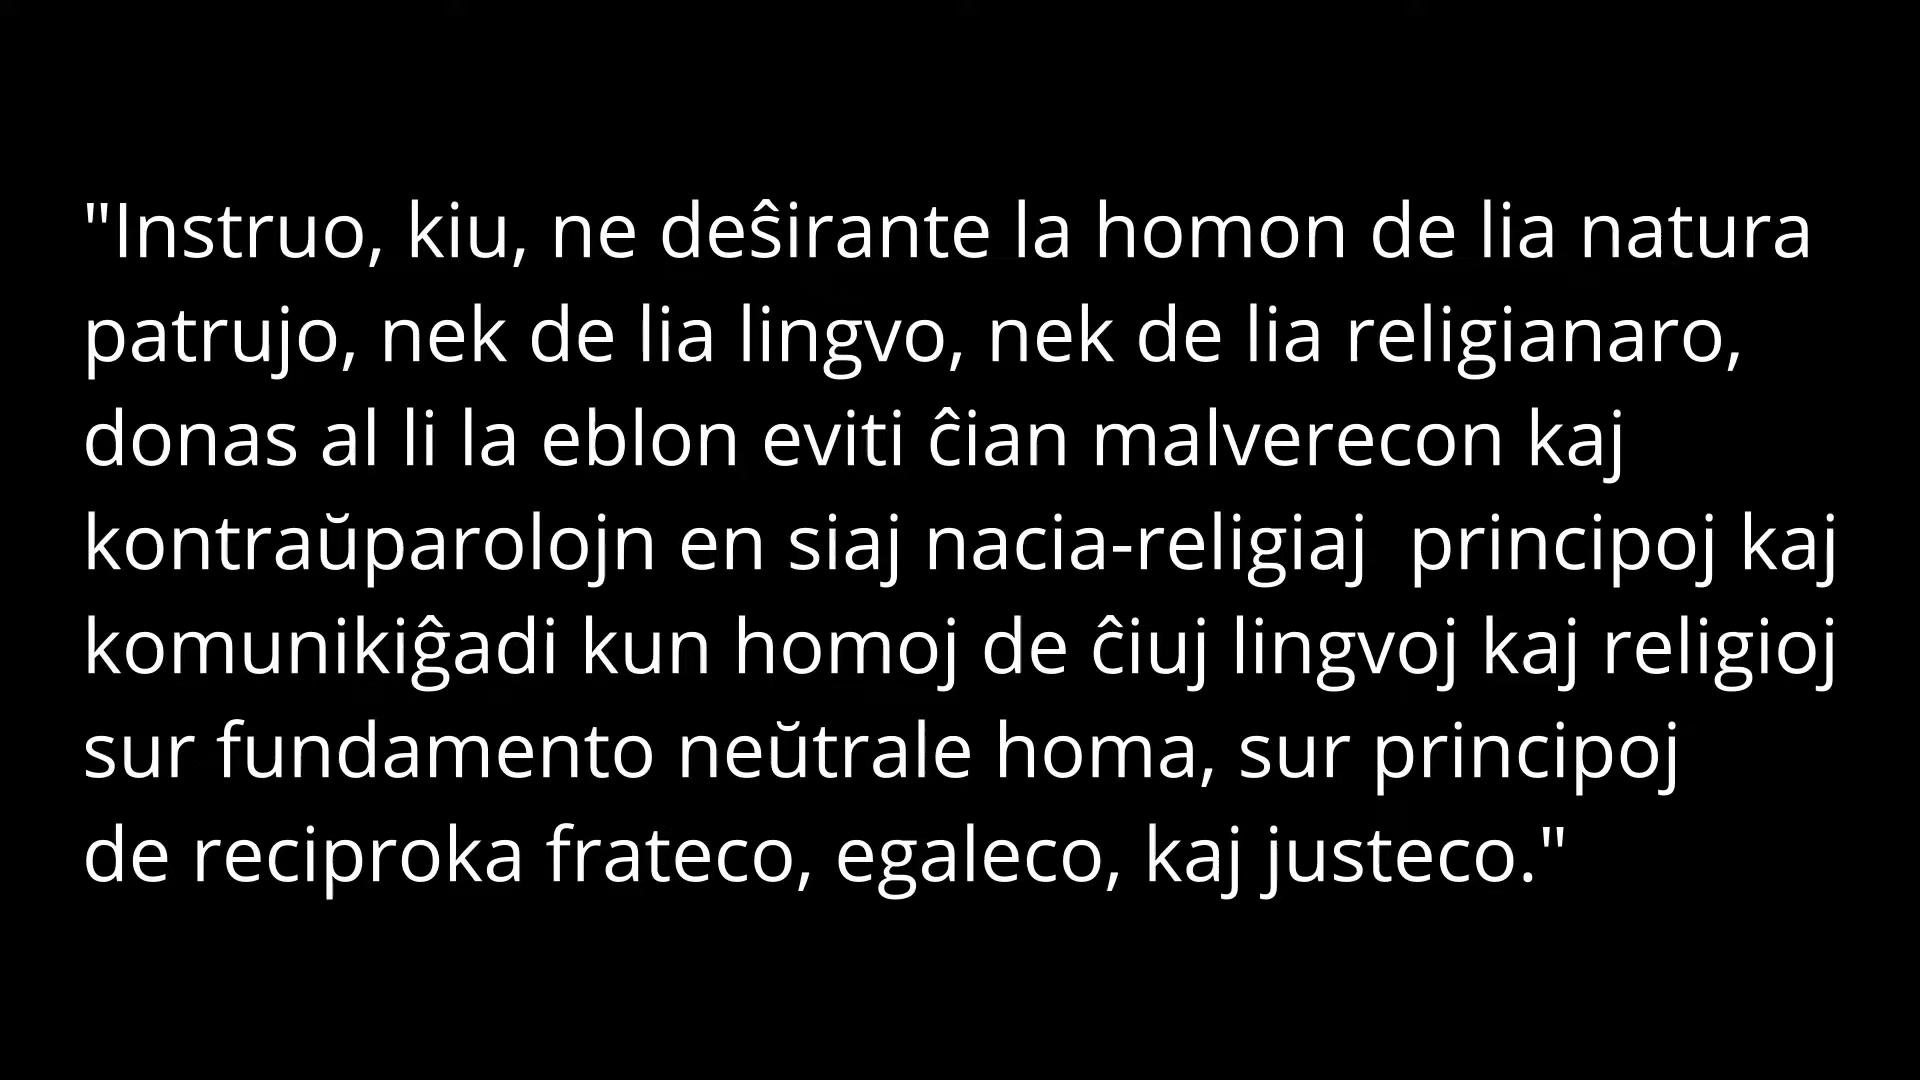 "Instruo, kiu, ne deŝirante la homon de lia natura
patrujo, nek de lia lingvo, nek de lia religianaro,
donas al li la eblon eviti ĉian malverecon kaj
kontraŭparolojn en siaj nacia-religiaj  principoj kaj
komunikiĝadi kun homoj de ĉiuj lingvoj kaj religioj
sur fundamento neŭtrale homa, sur principoj
de reciproka frateco, egaleco, kaj justeco."